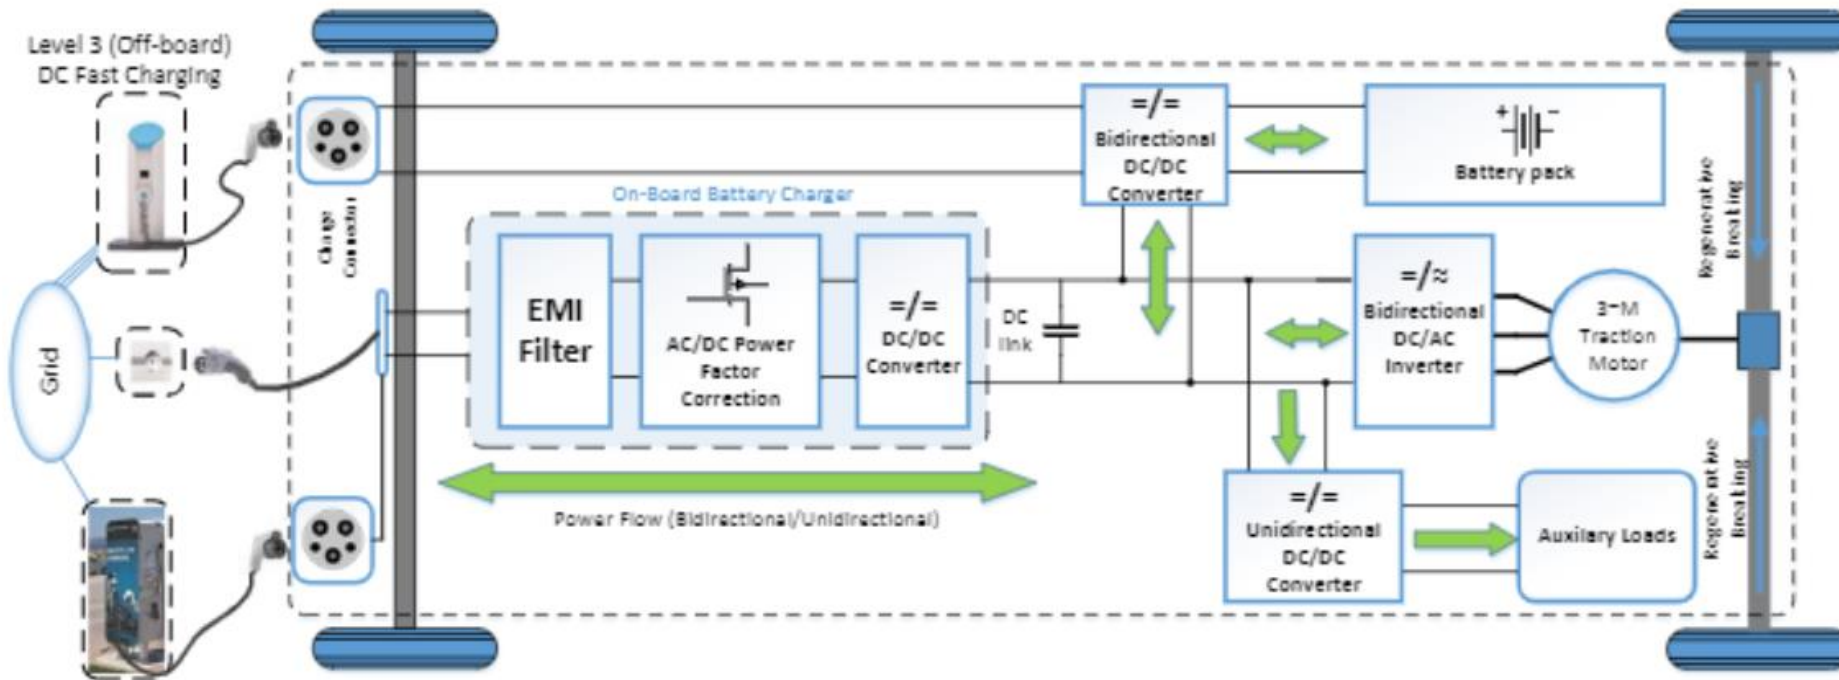 Level 3 (Off-board)
DC Fast Charging
Charge
Connector
Grid
On-Board Battery Charger
EMI
Filter
AC/DC Power
Factor
Correction
=/=
DC/DC
Converter
DC
link
=/=
Bidirectional
DC/DC
Converter
+ −
Battery pack
=/≈
Bidirectional
DC/AC
Inverter
3~M
Traction
Motor
Regenerative
Breaking
Power Flow (Bidirectional/Unidirectional)
=/=
Unidirectional
DC/DC
Converter
Auxilary Loads
Regenerative
Breaking